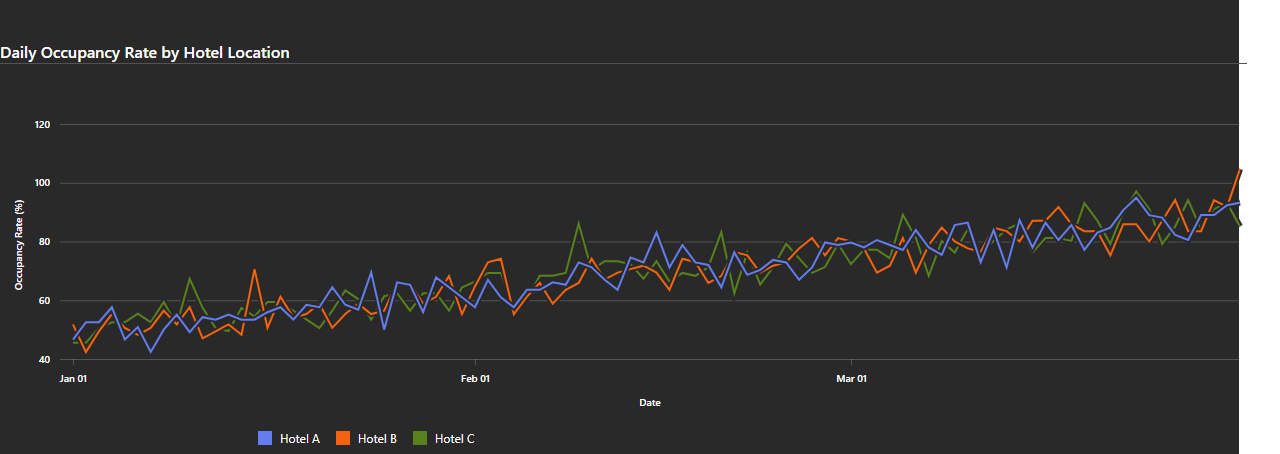 Daily Occupancy Rate by Hotel Location
120
100
80
60
40
Occupancy Rate (%)
Jan 01 Feb 01 Mar 01
Date
Hotel A Hotel B Hotel C